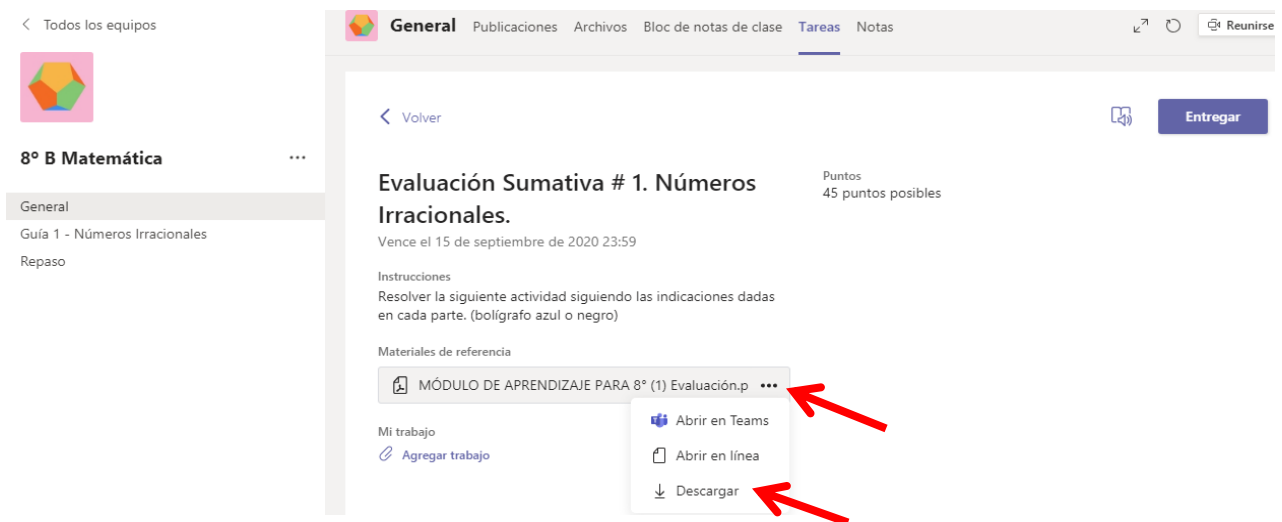 Todos los equipos
8º B Matemática
General
Guía 1 - Números Irracionales
Repaso
General Publicaciones Archivos Bloc de notas de clase Tareas Notas
Reunirse
Volver
Entregar
Evaluación Sumativa # 1. Números
Irracionales.
Vence el 15 de septiembre de 2020 23:59
Puntos
45 puntos posibles
Instrucciones
Resolver la siguiente actividad siguiendo las indicaciones dadas
en cada parte. (bolígrafo azul o negro)
Materiales de referencia
MÓDULO DE APRENDIZAJE PARA 8° (1) Evaluación.p
Abrir en Teams
Abrir en línea
Descargar
Mi trabajo
Agregar trabajo